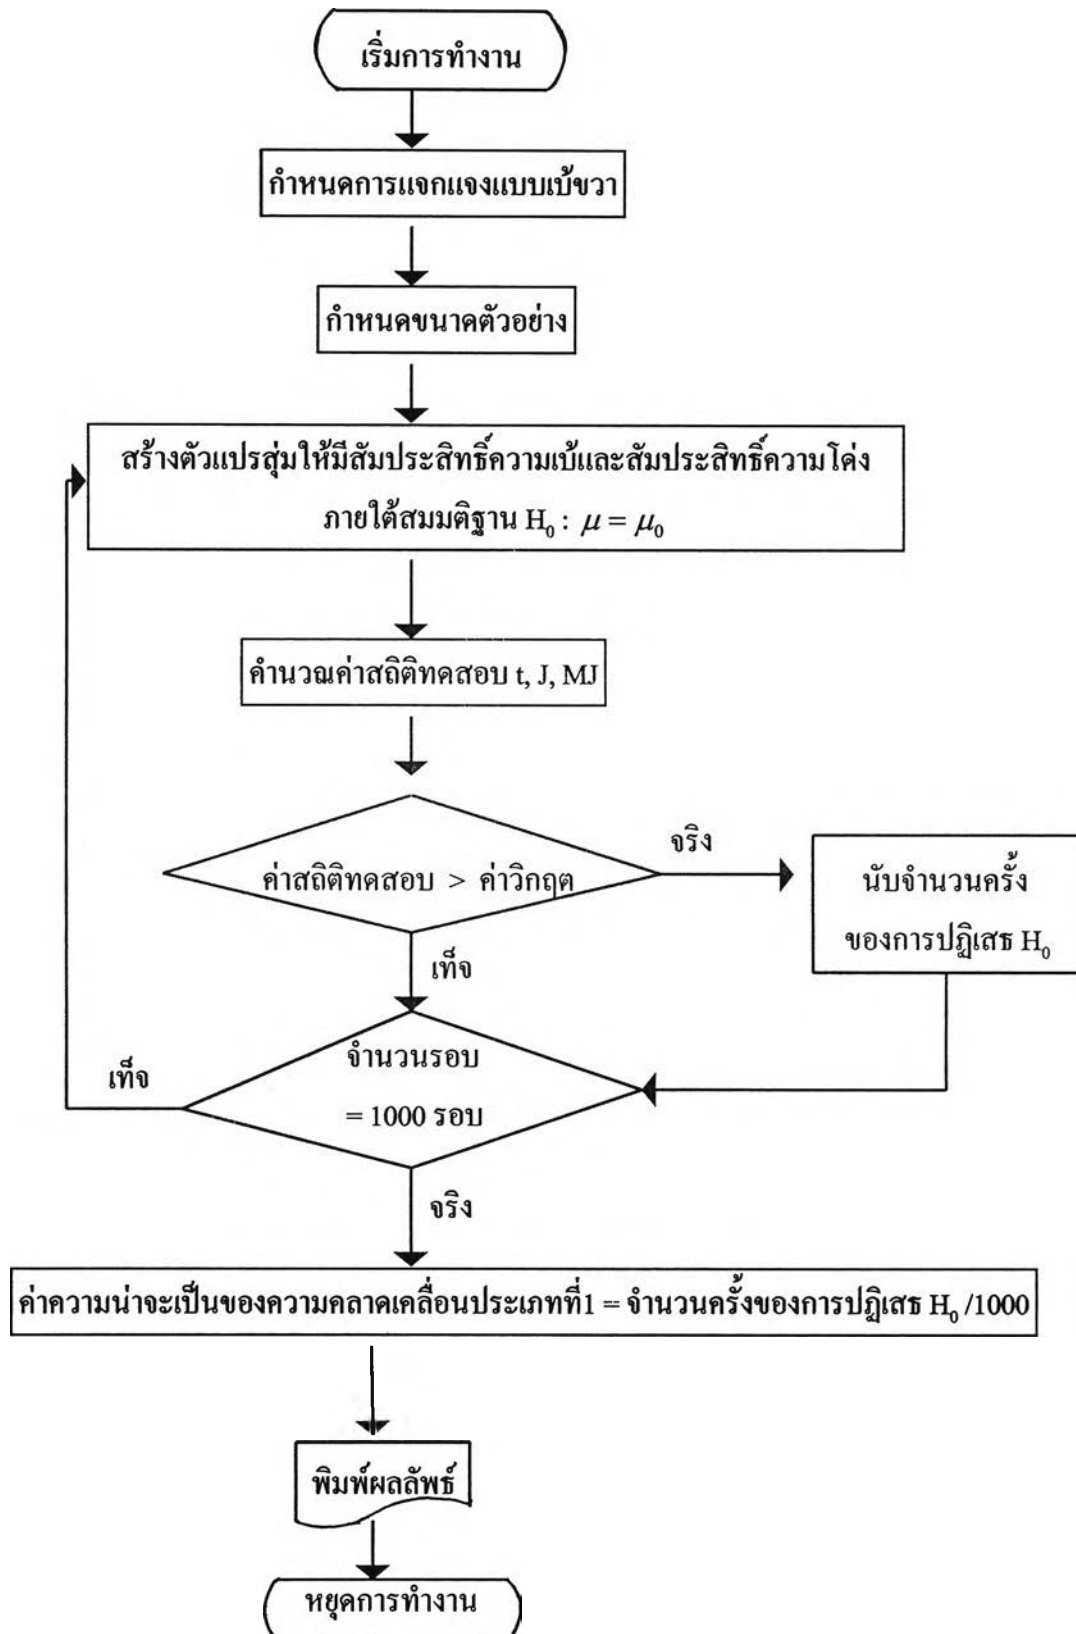 เริ่มการทำงาน
กำหนดการแจกแจงแบบเบ้ขวา
กำหนดขนาดตัวอย่าง
สร้างตัวแปรสุ่มให้มีสัมประสิทธิ์ความเบ้และสัมประสิทธิ์ความโด่ง
ภายใต้สมมติฐาน H₀ : μ = μ₀
คำนวณค่าสถิติทดสอบ t, J, MJ
ค่าสถิติทดสอบ > ค่าวิกฤต
จริง
นับจำนวนครั้ง
ของการปฏิเสธ H₀
เท็จ
จำนวนรอบ
= 1000 รอบ
เท็จ
จริง
ค่าความน่าจะเป็นของความคลาดเคลื่อนประเภทที่1 = จำนวนครั้งของการปฏิเสธ H₀ /1000
พิมพ์ผลลัพธ์
หยุดการทำงาน